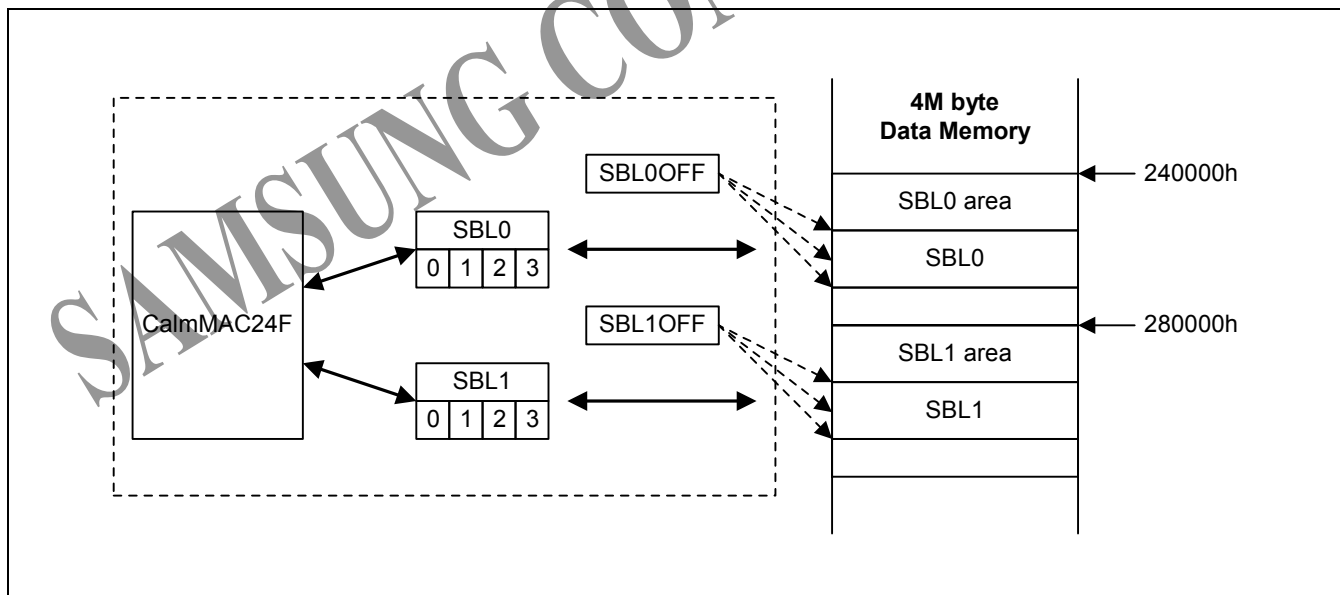 SAMSUNG CON
4M byte
Data Memory
240000h
SBL0OFF
SBL0 area
SBL0
0 1 2 3
SBL0
CalmMAC24F
SBL1OFF
280000h
SBL1 area
SBL1
0 1 2 3
SBL1